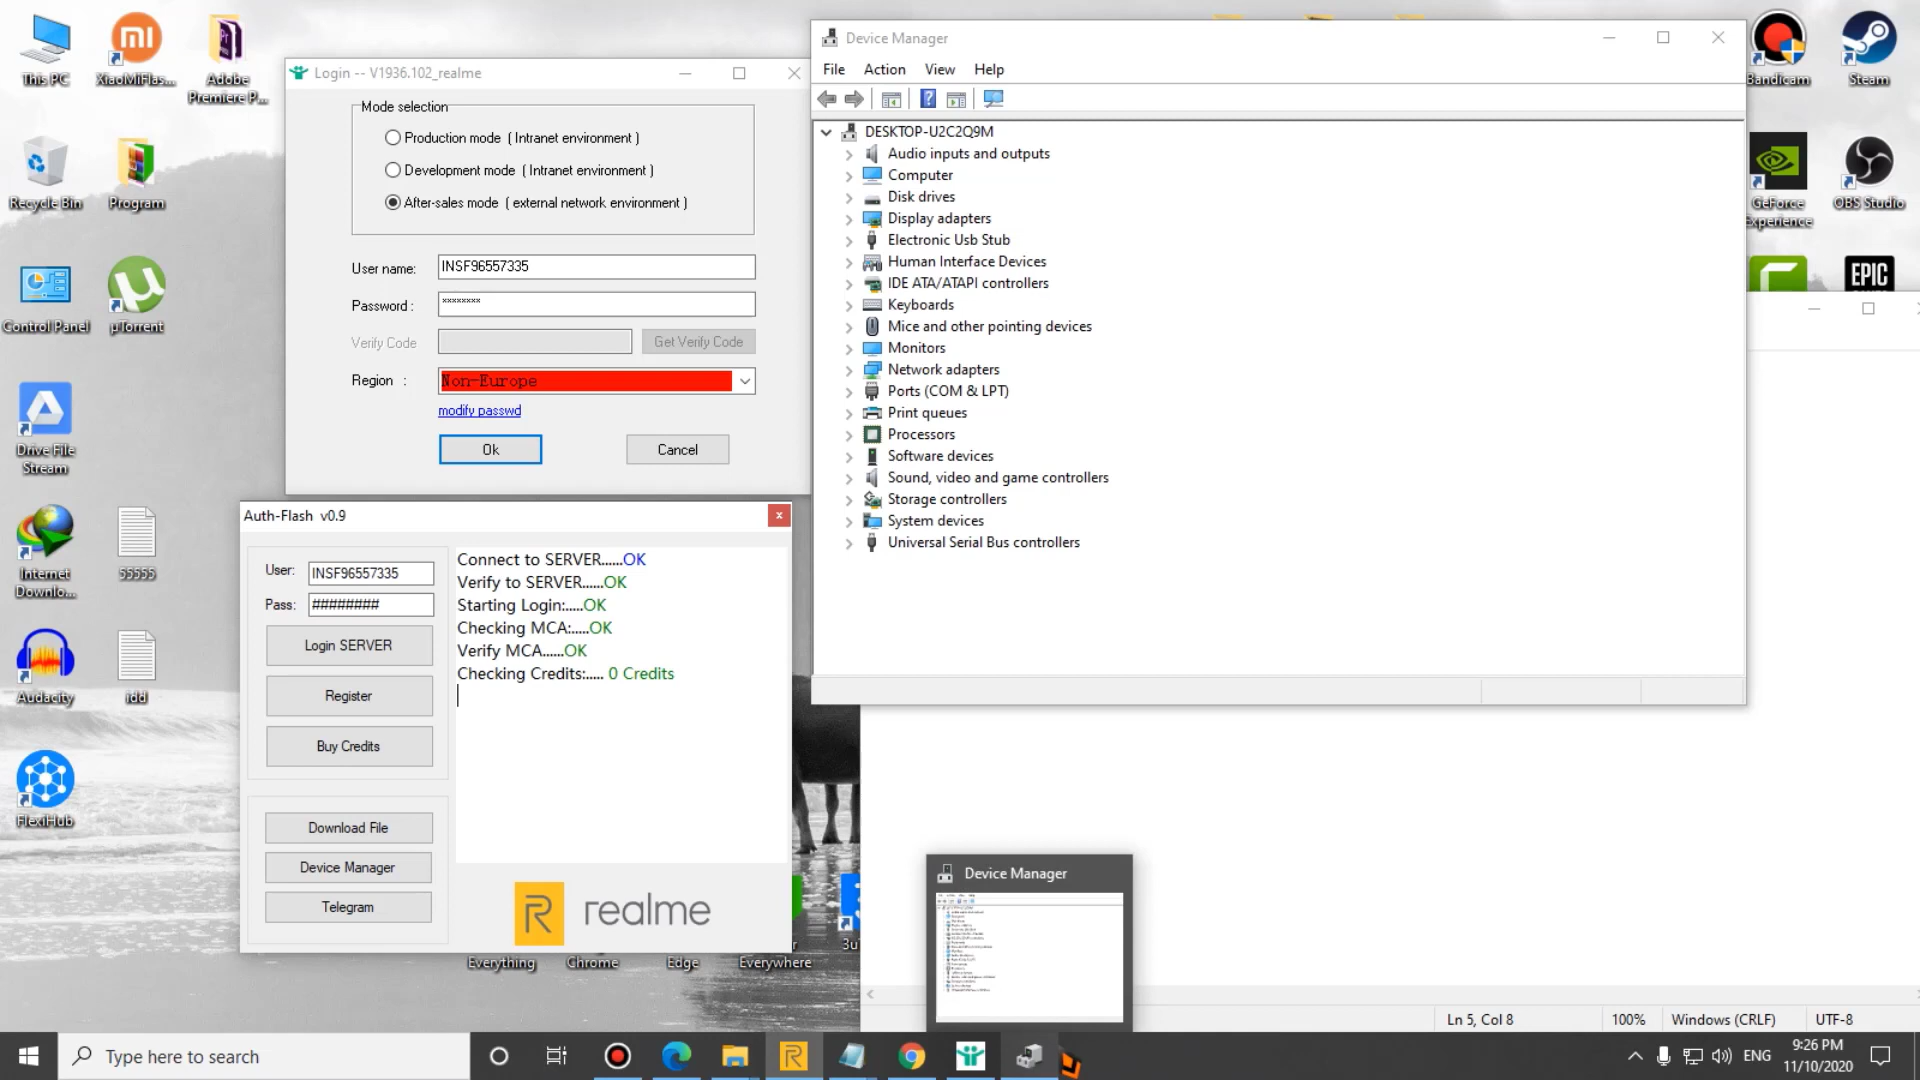 This PC
XiaoMiFlas...
Adobe
Premiere P...
Recycle Bin
Program
Control Panel
µTorrent
Drive File
Stream
Internet
Downlo...
55555
Audacity
idd
FlexiHub
Login -- V1936.102_realme
Mode selection
Production mode ( Intranet environment )
Development mode ( Intranet environment )
After-sales mode ( external network environment )
User name:
INSF96557335
Password :
********
Verify Code
Get Verify Code
Region :
Non-Europe
modify passwd
Ok
Cancel
Auth-Flash v0.9
x
User:
INSF96557335
Pass:
########
Login SERVER
Register
Buy Credits
Download File
Device Manager
Telegram
Connect to SERVER......OK
Verify to SERVER......OK
Starting Login:.....OK
Checking MCA:.....OK
Verify MCA......OK
Checking Credits:..... 0 Credits
R realme
Everything
Chrome
Edge
Everywhere
Device Manager
File
Action
View
Help
DESKTOP-U2C2Q9M
Audio inputs and outputs
Computer
Disk drives
Display adapters
Electronic Usb Stub
Human Interface Devices
IDE ATA/ATAPI controllers
Keyboards
Mice and other pointing devices
Monitors
Network adapters
Ports (COM & LPT)
Print queues
Processors
Software devices
Sound, video and game controllers
Storage controllers
System devices
Universal Serial Bus controllers
Bandicam
Steam
GeForce
Experience
OBS Studio
EPIC
Device Manager
Ln 5, Col 8
100%
Windows (CRLF)
UTF-8
Type here to search
ENG
9:26 PM
11/10/2020